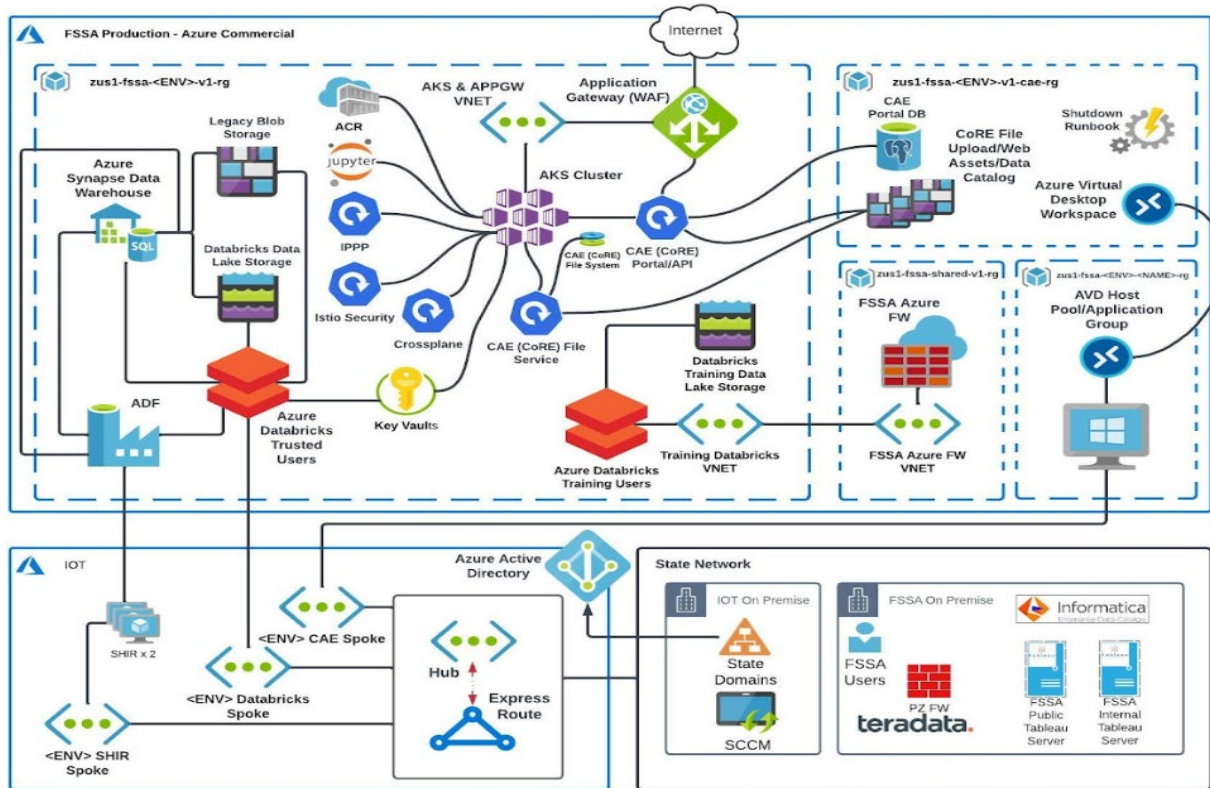 FSSA Production - Azure Commercial
Internet
zus1-fssa-<ENV>-v1-rg
Legacy Blob
Storage
Azure
Synapse Data
Warehouse
SQL
Databricks Data
Lake Storage
ADF
Azure
Databricks
Trusted
Users
ACR
jupyter
IPPP
Istio Security
Crossplane
Key Vaults
AKS & APPGW
VNET
Application
Gateway (WAF)
AKS Cluster
CAE (CoRE)
File System
CAE (CoRE)
Portal/API
CAE (CoRE) File
Service
Databricks
Training Data
Lake Storage
Azure Databricks
Training Users
Training Databricks
VNET
zus1-fssa-<ENV>-v1-cae-rg
CAE
Portal DB
Shutdown
Runbook
CoRE File
Upload/Web
Assets/Data
Catalog
Azure Virtual
Desktop
Workspace
zus1-fssa-shared-v1-rg
FSSA Azure
FW
FSSA Azure FW
VNET
zus1-fssa-<ENV>-<NAME>-rg
AVD Host
Pool/Application
Group
IOT
Azure Active
Directory
SHIR x 2
<ENV> CAE Spoke
<ENV> Databricks
Spoke
<ENV> SHIR
Spoke
Hub
Express
Route
State Network
IOT On Premise
State
Domains
SCCM
FSSA On Premise
FSSA
Users
PZ FW
teradata.
Informatica
Enterprise Data Catalog
FSSA
Public
Tableau
Server
FSSA
Internal
Tableau
Server